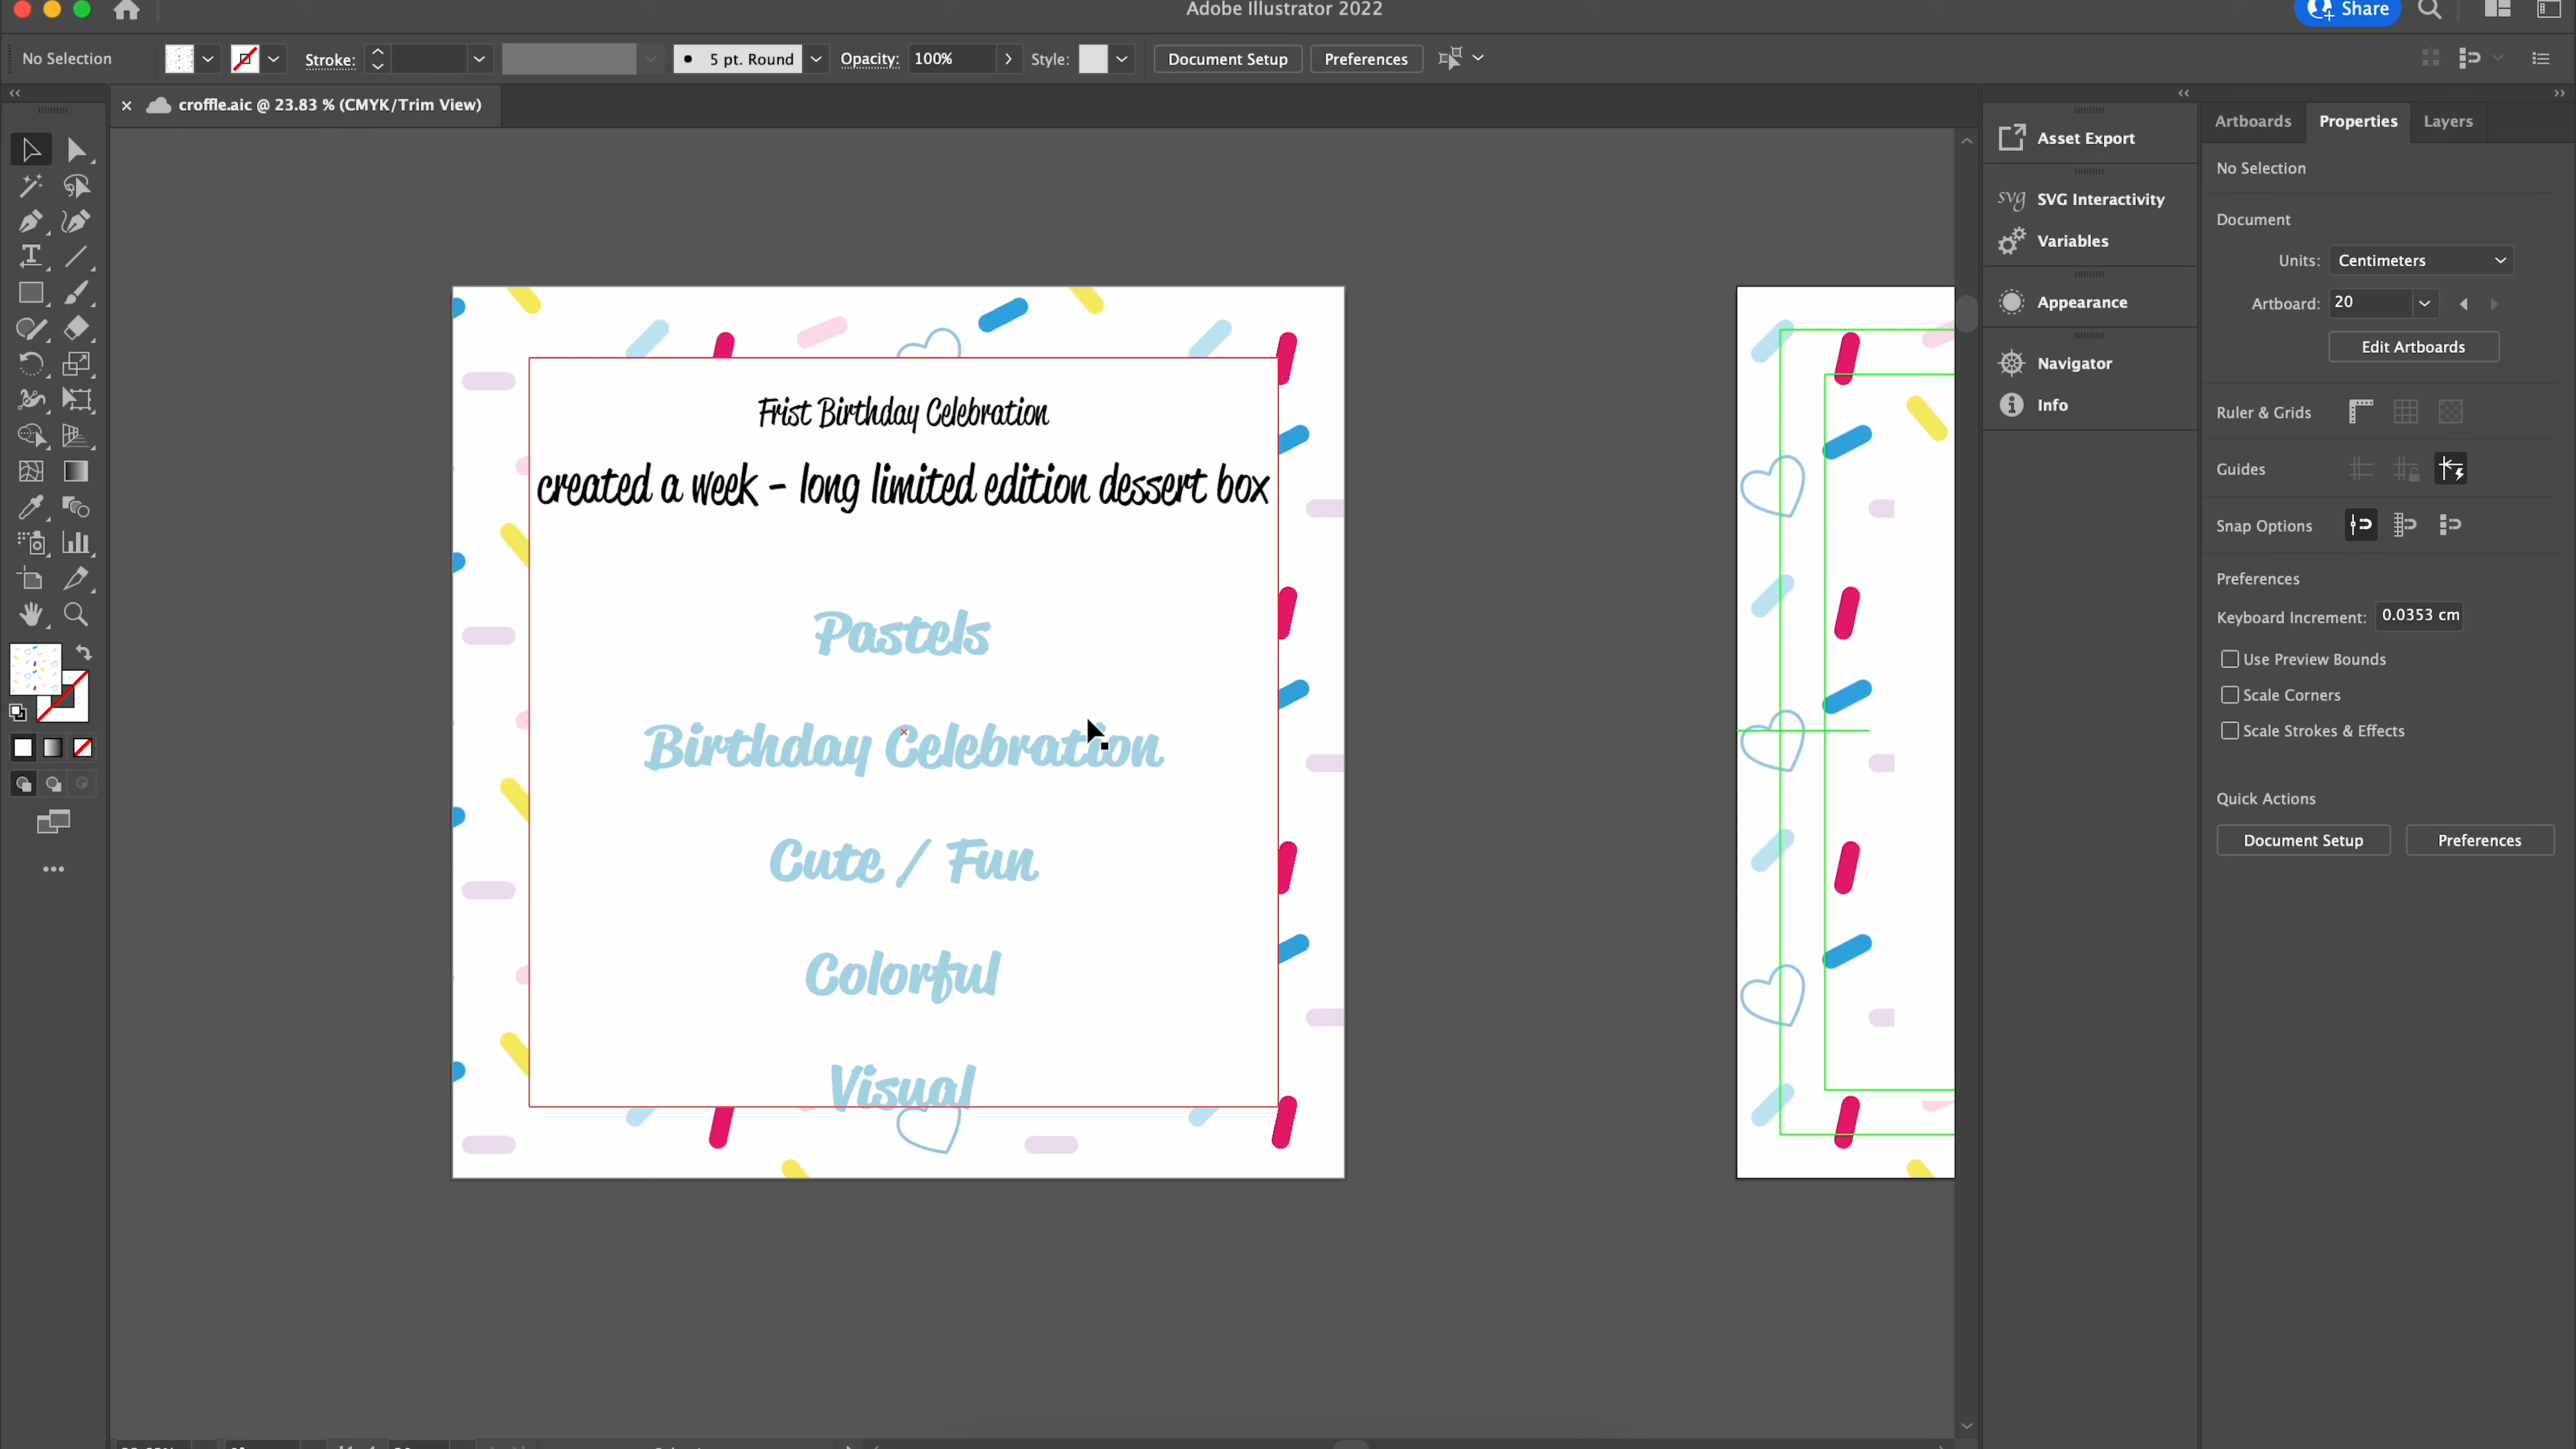 Adobe Illustrator 2022
Share
No Selection
Stroke:
5 pt. Round
Opacity:
100%
Style:
Document Setup
Preferences
croffle.aic @ 23.83 % (CMYK/Trim View)
Frist Birthday Celebration
created a week - long limited edition dessert box
Pastels
Birthday Celebration
Cute / Fun
Colorful
Visual
Asset Export
svg SVG Interactivity
Variables
Appearance
Navigator
Info
Artboards
Properties
Layers
No Selection
Document
Units:
Centimeters
Artboard:
20
Edit Artboards
Ruler & Grids
Guides
Snap Options
Preferences
Keyboard Increment:
0.0353 cm
Use Preview Bounds
Scale Corners
Scale Strokes & Effects
Quick Actions
Document Setup
Preferences